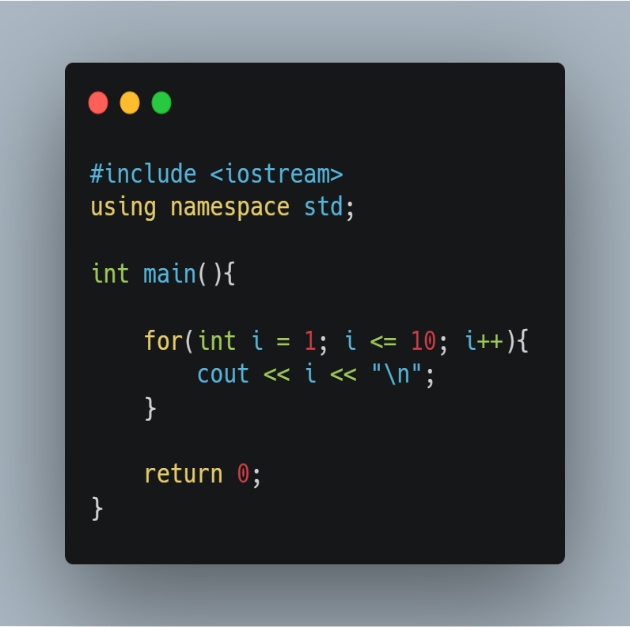 #include <iostream>
using namespace std;
int main(){
for(int i = 1; i <= 10; i++){
cout << i << "\n";
}
return 0;
}